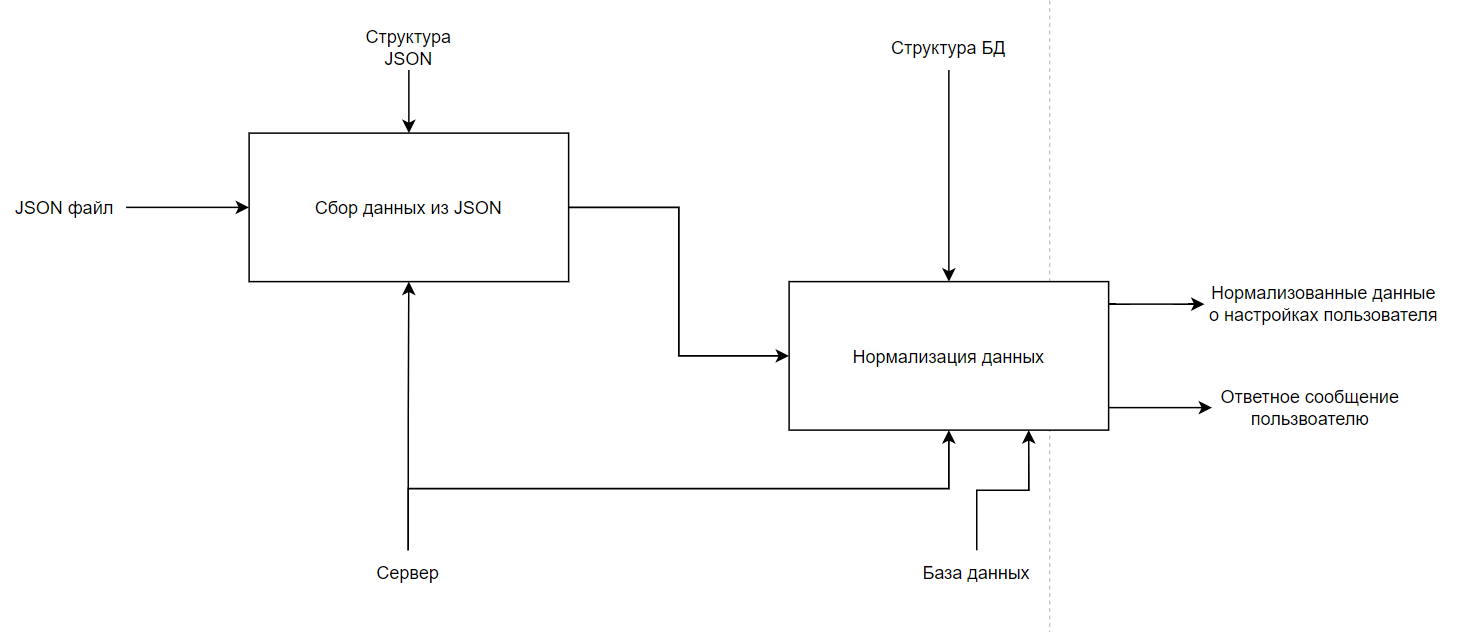 Структура
JSON
Структура БД
JSON файл
Сбор данных из JSON
Нормализованные данные
о настройках пользователя
Нормализация данных
Ответное сообщение
пользвоателю
Сервер
База данных